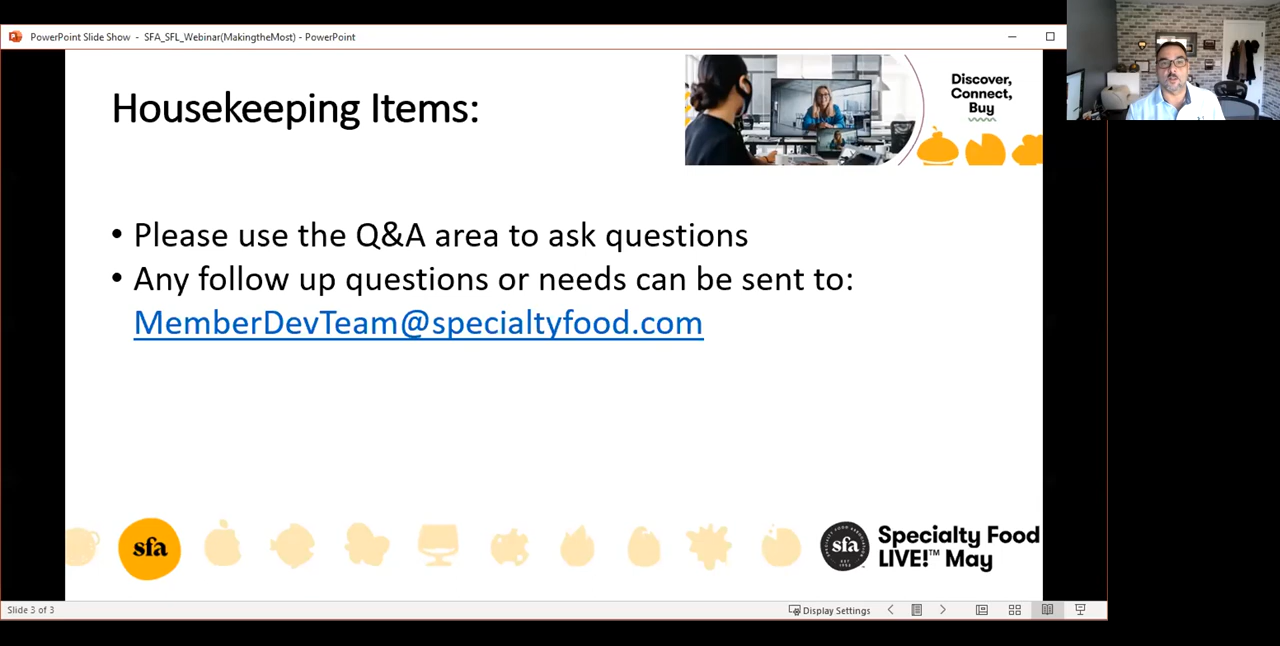 PowerPoint Slide Show - SFA_SFL_Webinar(MakingtheMost) - PowerPoint
Housekeeping Items:
Discover,
Connect,
Buy
• Please use the Q&A area to ask questions
• Any follow up questions or needs can be sent to:
MemberDevTeam@specialtyfood.com
sfa
sfa
Specialty Food
LIVE!™ May
Slide 3 of 3
Display Settings